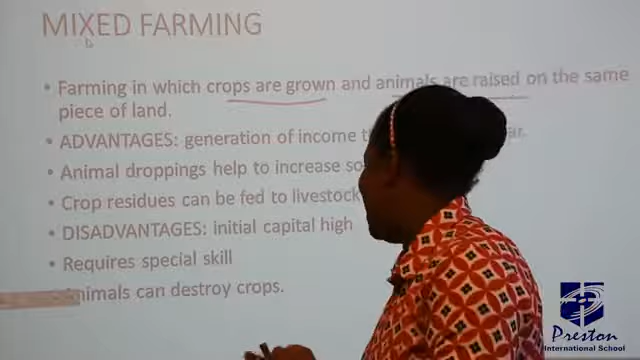 MIXED FARMING
• Farming in which crops are grown and animals are raised on the same
piece of land.
• ADVANTAGES: generation of income
• Animal droppings help to increase
• Crop residues can be fed to livestock
• DISADVANTAGES: initial capital high
• Requires special skill
Animals can destroy crops.
Preston
International School